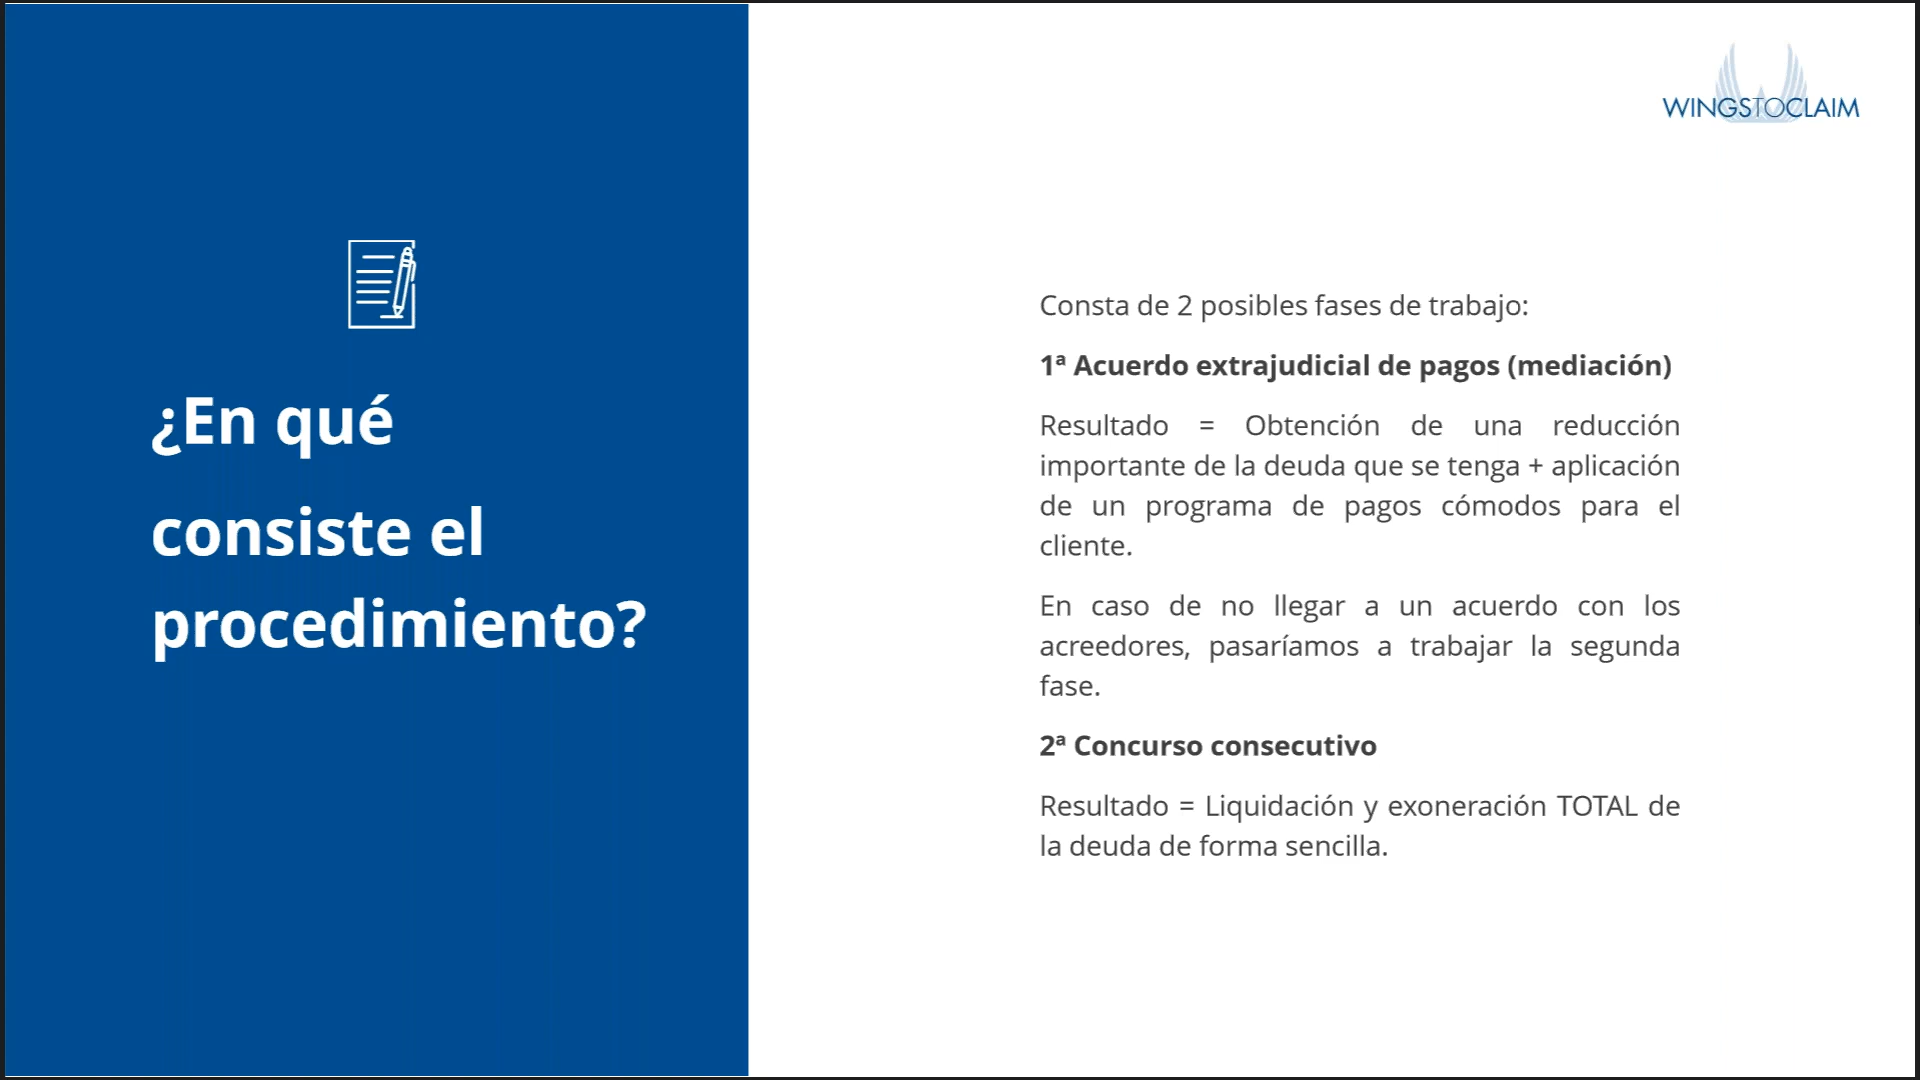 WINGSTOCLAIM
¿En qué
consiste el
procedimiento?
Consta de 2 posibles fases de trabajo:
1ª Acuerdo extrajudicial de pagos (mediación)
Resultado = Obtención de una reducción
importante de la deuda que se tenga + aplicación
de un programa de pagos cómodos para el
cliente.
En caso de no llegar a un acuerdo con los
acreedores, pasaríamos a trabajar la segunda
fase.
2ª Concurso consecutivo
Resultado = Liquidación y exoneración TOTAL de
la deuda de forma sencilla.